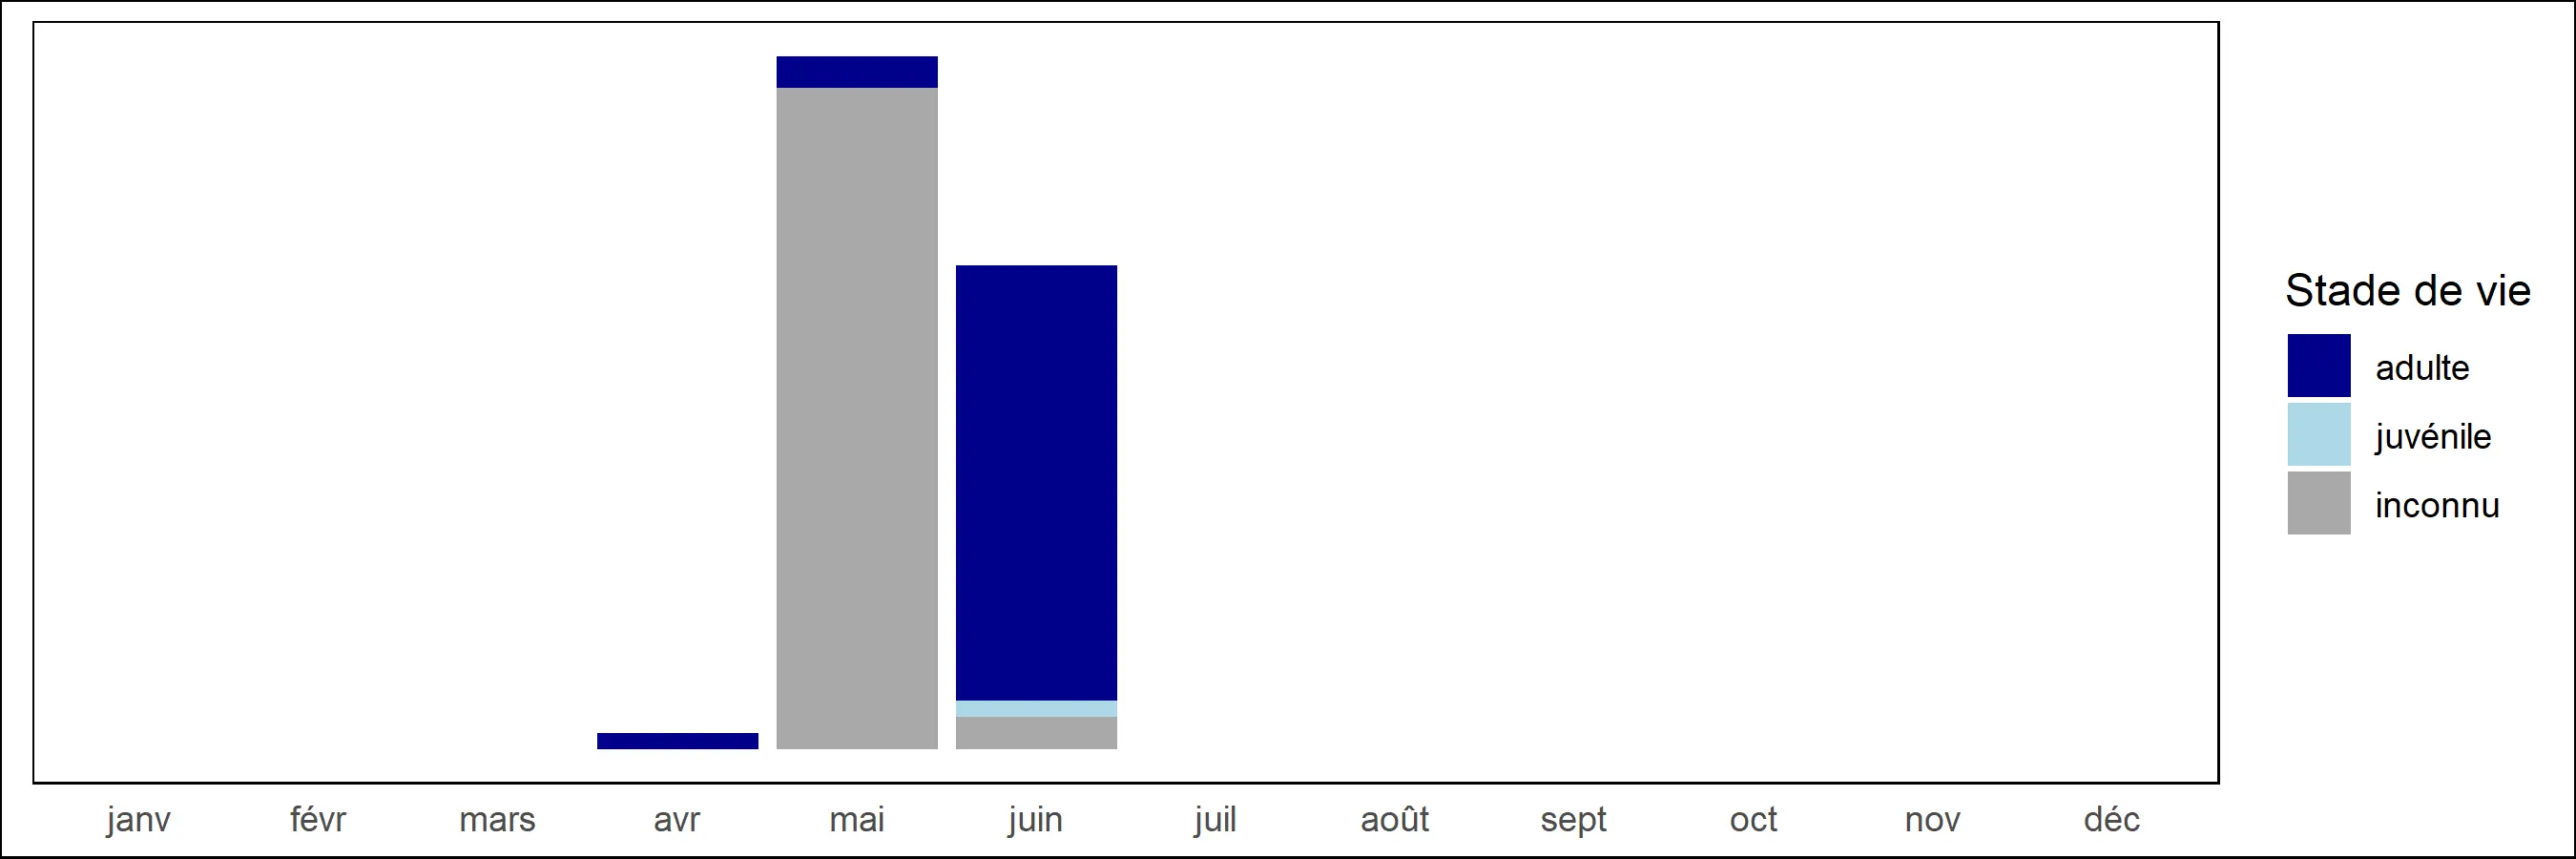 Stade de vie
adulte
juvénile
inconnu
janv févr mars avr mai juin juil août sept oct nov déc